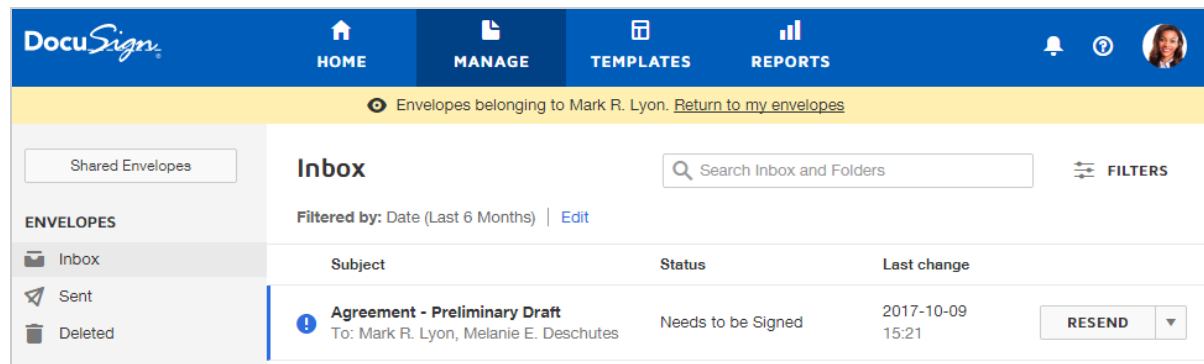 DocuSign
HOME
MANAGE
TEMPLATES
REPORTS
Envelopes belonging to Mark R. Lyon. Return to my envelopes
Shared Envelopes
ENVELOPES
Inbox
Sent
Deleted
Inbox
Search Inbox and Folders
FILTERS
Filtered by: Date (Last 6 Months) | Edit
Subject
Status
Last change
Agreement - Preliminary Draft
To: Mark R. Lyon, Melanie E. Deschutes
Needs to be Signed
2017-10-09
15:21
RESEND